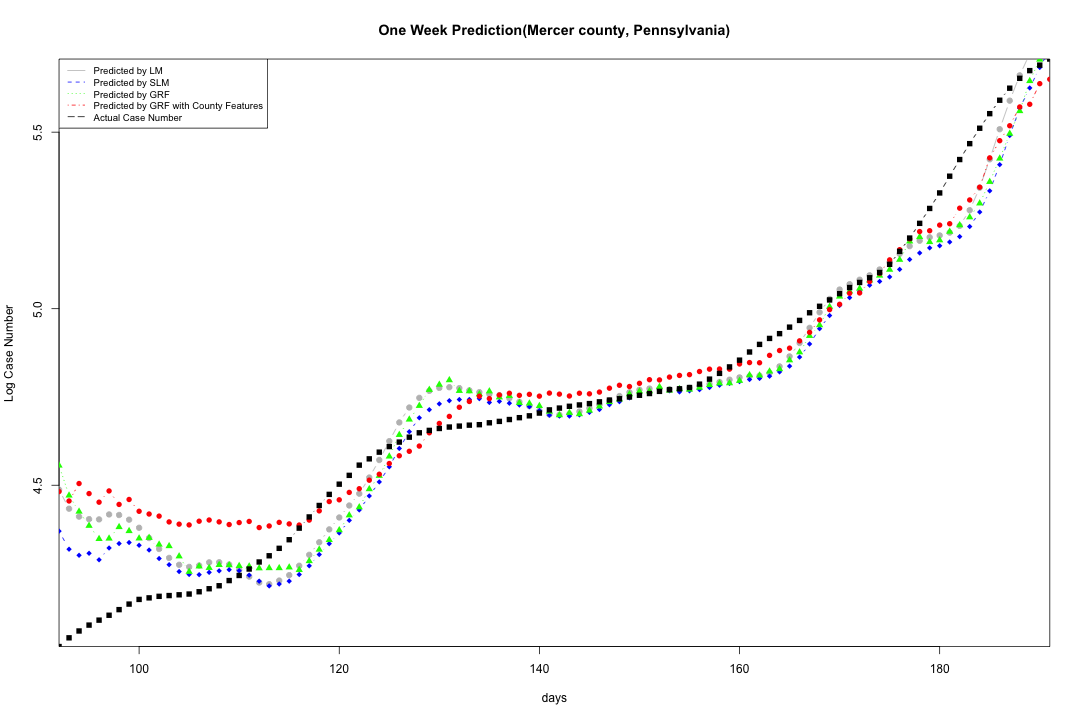 One Week Prediction(Mercer county, Pennsylvania)
Predicted by LM
Predicted by SLM
Predicted by GRF
Predicted by GRF with County Features
Actual Case Number
5.5
5.0
4.5
Log Case Number
100 120 140 160 180
days